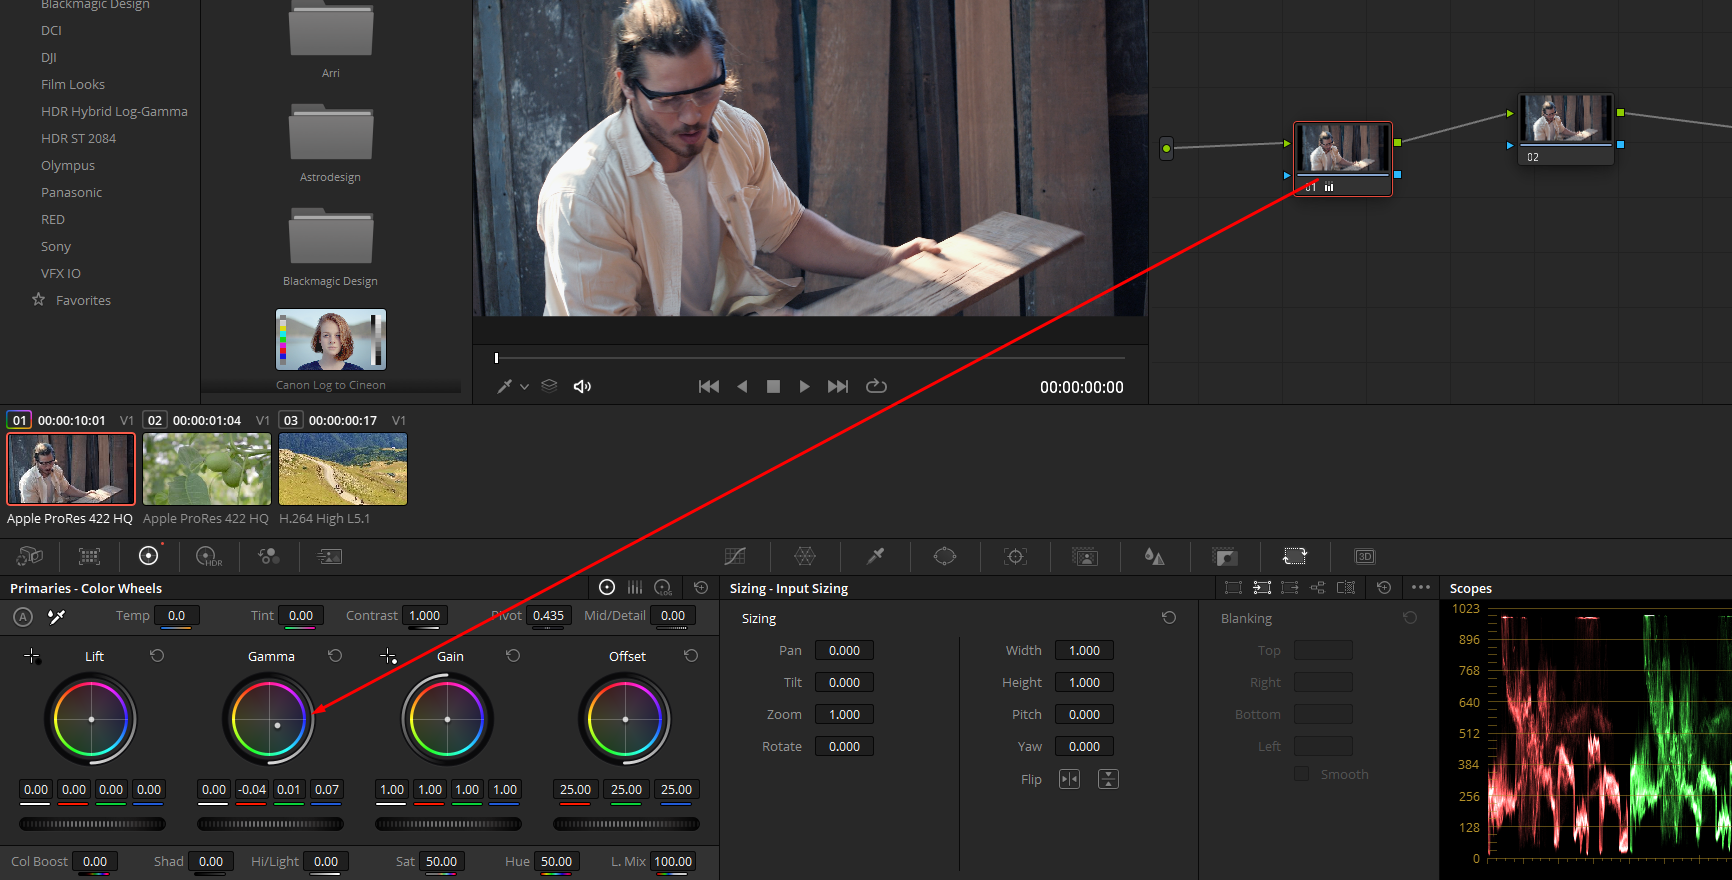 Blackmagic Design
DCI
DJI
Film Looks
HDR Hybrid Log-Gamma
HDR ST 2084
Olympus
Panasonic
RED
Sony
VFX IO
Favorites
Arri
Astrodesign
Blackmagic Design
Canon Log to Cineon
00:00:00:00
01
02
01 00:00:10:01 V1 02 00:00:01:04 V1 03 00:00:00:17 V1
Apple ProRes 422 HQ Apple ProRes 422 HQ H.264 High L5.1
HDR
3D
Primaries - Color Wheels
LOG
A Temp 0.0 Tint 0.00 Contrast 1.000 Pivot 0.435 Mid/Detail 0.00
Lift Gamma Gain Offset
0.00 0.00 0.00 0.00 0.00 -0.04 0.01 0.07 1.00 1.00 1.00 1.00 25.00 25.00 25.00
Col Boost 0.00 Shad 0.00 Hi/Light 0.00 Sat 50.00 Hue 50.00 L. Mix 100.00
Sizing - Input Sizing
Sizing
Pan 0.000 Width 1.000
Tilt 0.000 Height 1.000
Zoom 1.000 Pitch 0.000
Rotate 0.000 Yaw 0.000
Flip
Blanking
Top
Right
Bottom
Left
Smooth
Scopes
1023
896
768
640
512
384
256
128
0